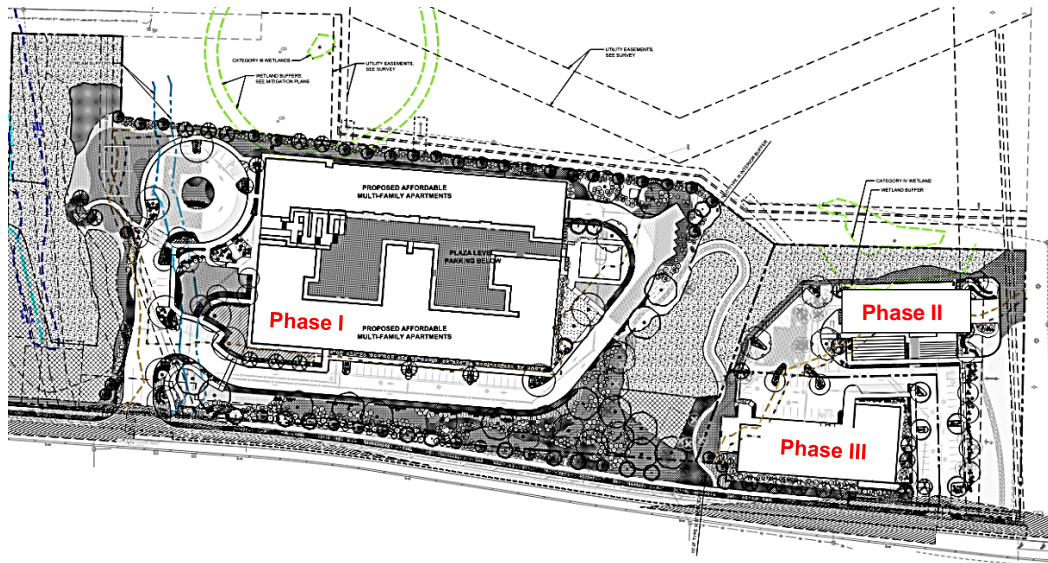 CATEGORY III WETLANDS
UTILITY EASEMENTS,
SEE SURVEY
WETLAND BUFFERS,
SEE MITIGATION PLANS
UTILITY EASEMENTS,
SEE SURVEY
CATEGORY IV WETLAND
WETLAND BUFFER
PROPOSED AFFORDABLE
MULTI-FAMILY APARTMENTS
PLAZA LEVEL
PARKING BELOW
Phase I
PROPOSED AFFORDABLE
MULTI-FAMILY APARTMENTS
Phase II
Phase III